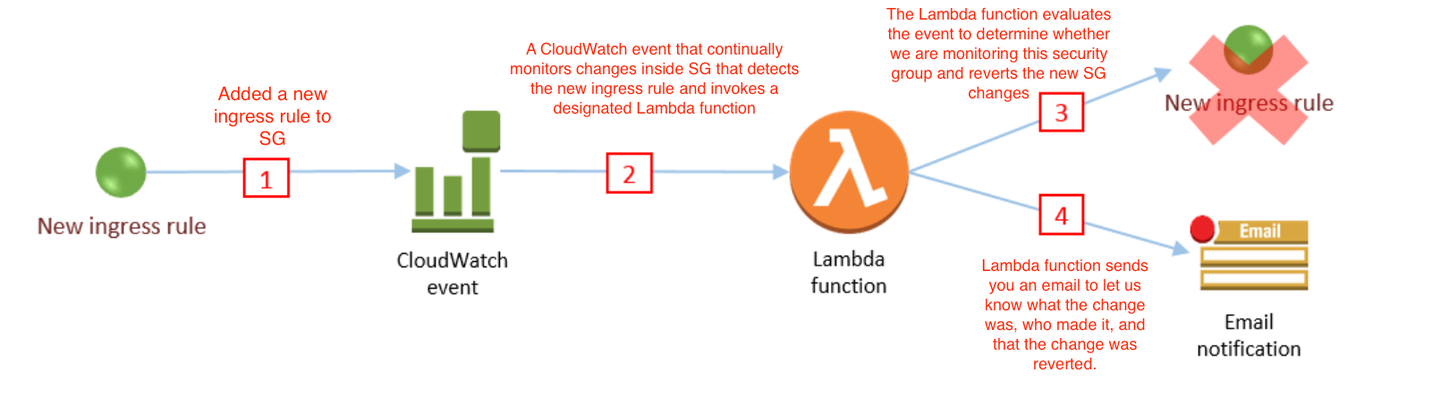 Added a new
ingress rule to
SG
1
New ingress rule
A CloudWatch event that continually
monitors changes inside SG that detects
the new ingress rule and invokes a
designated Lambda function
2
CloudWatch
event
The Lambda function evaluates
the event to determine whether
we are monitoring this security
group and reverts the new SG
changes
3
New ingress rule
Lambda
function
4
Email
Lambda function sends
you an email to let us
know what the change
was, who made it, and
that the change was
reverted.
Email
notification